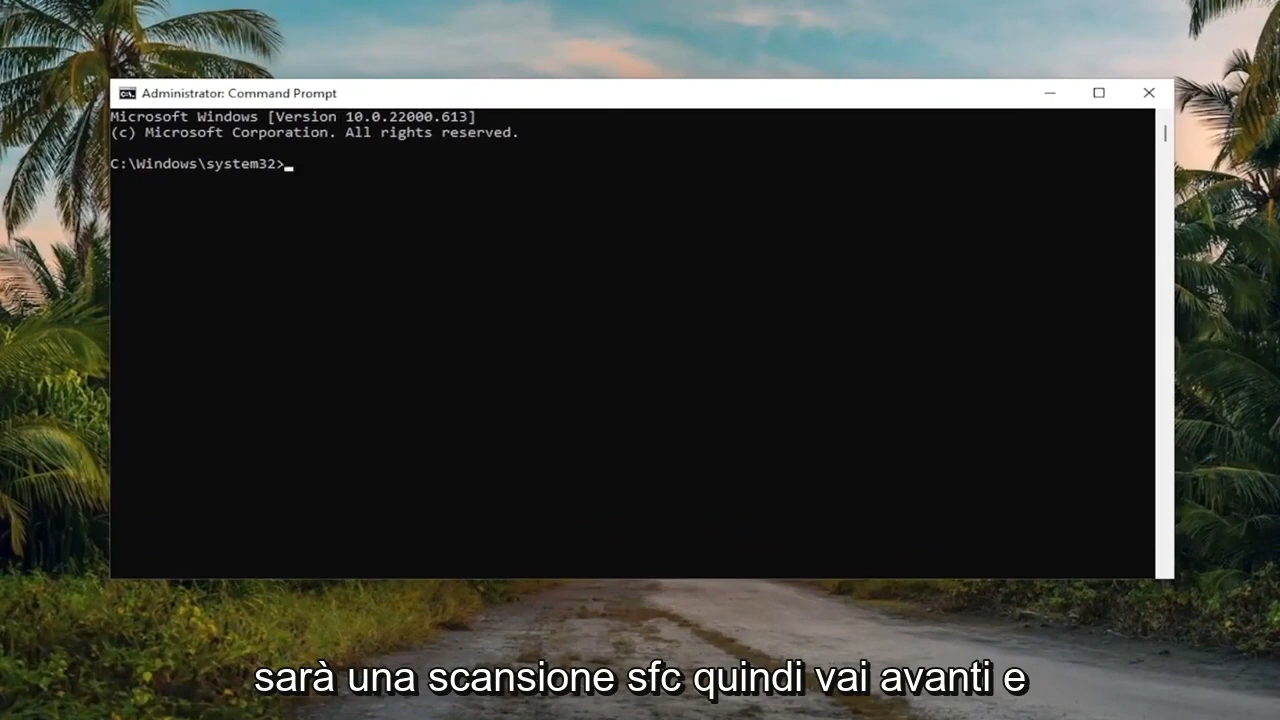 Administrator: Command Prompt
Microsoft Windows [Version 10.0.22000.613]
(c) Microsoft Corporation. All rights reserved.
C:\Windows\system32>
sarà una scansione sfc quindi vai avanti e